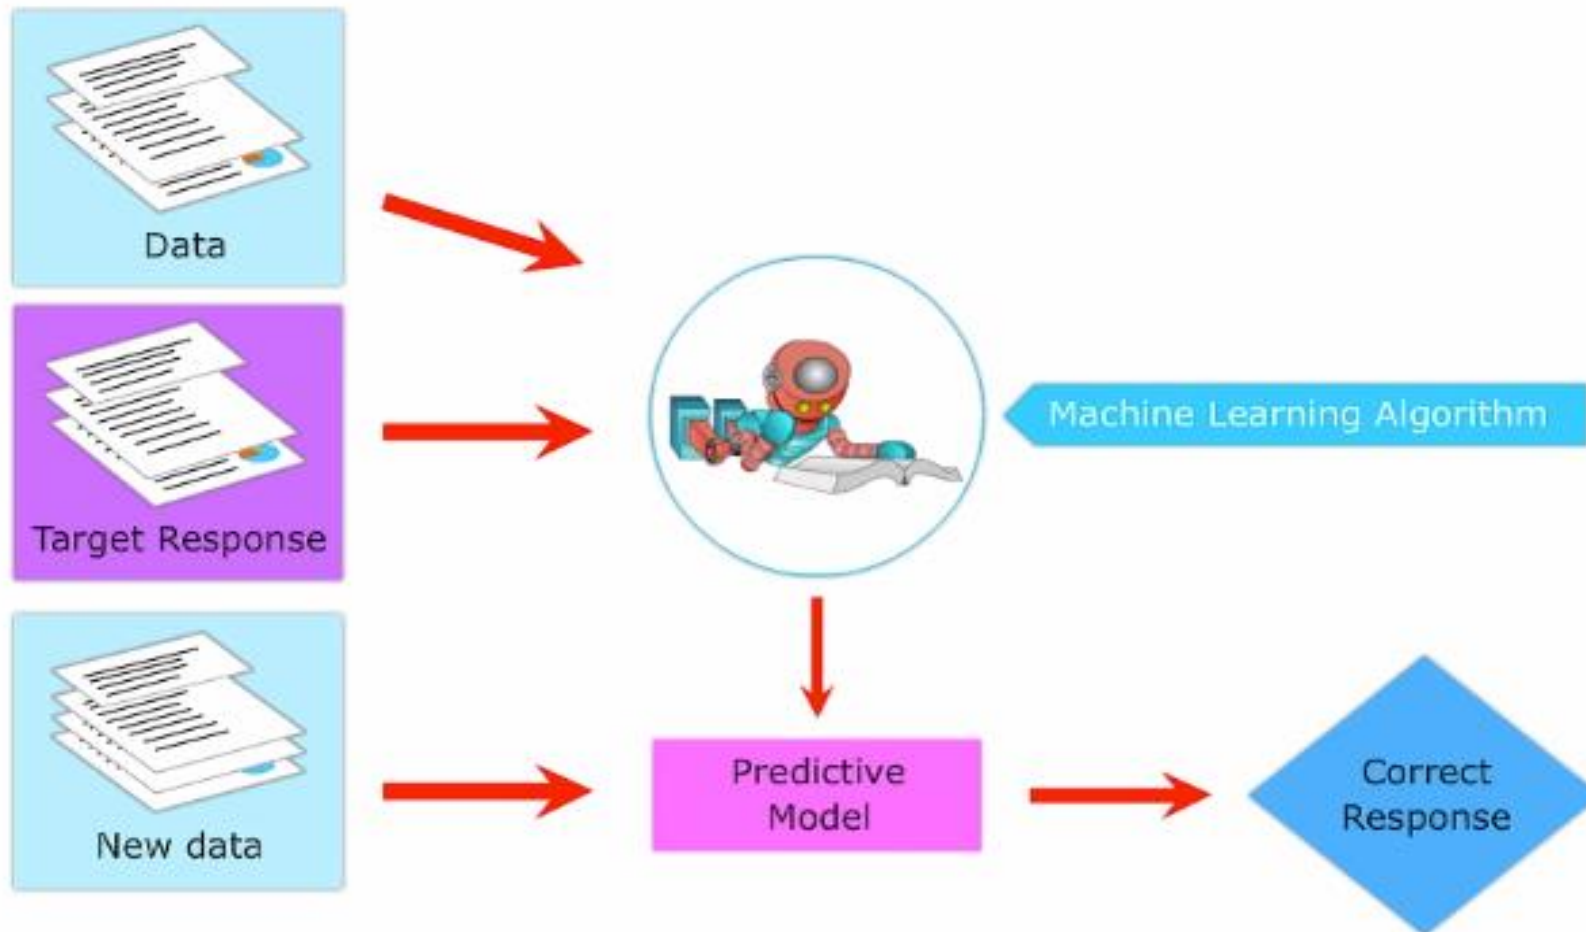 Data
Target Response
New data
Machine Learning Algorithm
Predictive
Model
Correct
Response